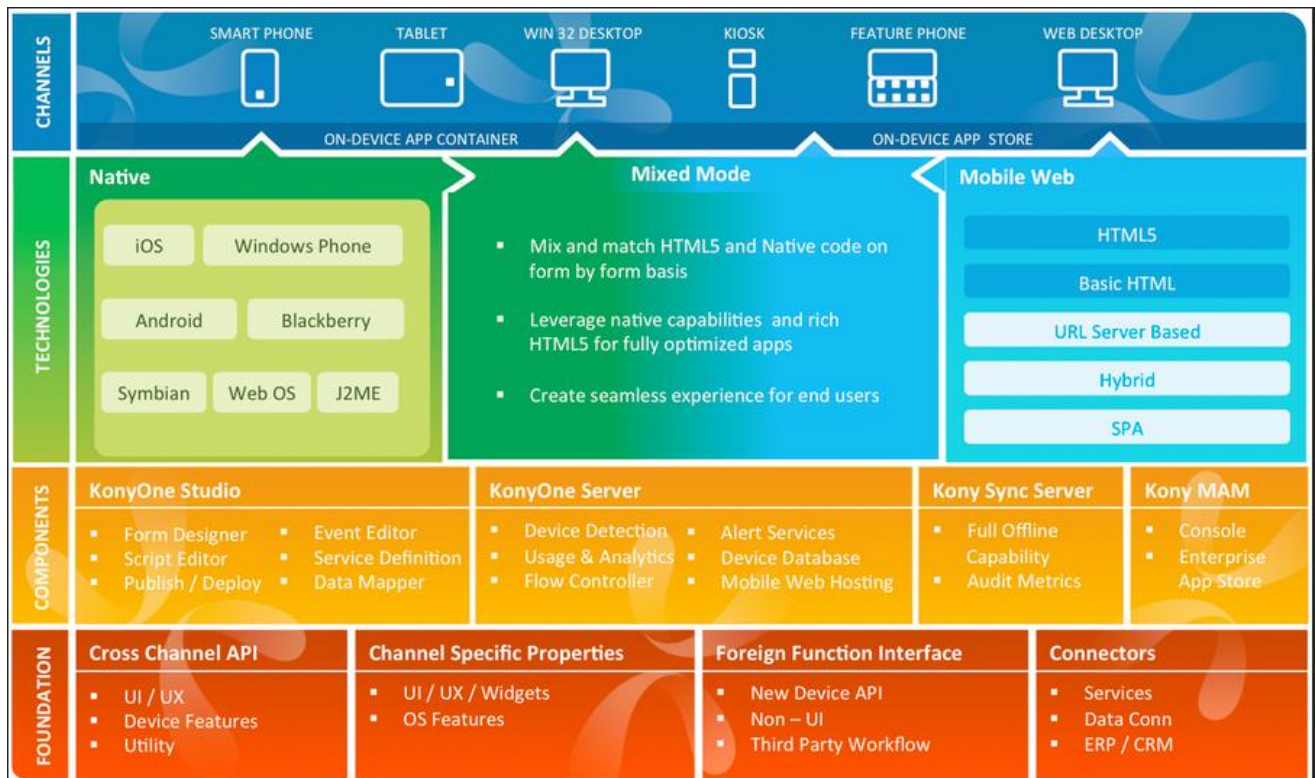 CHANNELS
SMART PHONE
TABLET
WIN 32 DESKTOP
KIOSK
FEATURE PHONE
WEB DESKTOP
ON-DEVICE APP CONTAINER
ON-DEVICE APP STORE
TECHNOLOGIES
Native
iOS
Windows Phone
Android
Blackberry
Symbian
Web OS
J2ME
Mixed Mode
▪ Mix and match HTML5 and Native code on
form by form basis
▪ Leverage native capabilities and rich
HTML5 for fully optimized apps
▪ Create seamless experience for end users
Mobile Web
HTML5
Basic HTML
URL Server Based
Hybrid
SPA
COMPONENTS
KonyOne Studio
▪ Form Designer
▪ Script Editor
▪ Publish / Deploy
▪ Event Editor
▪ Service Definition
▪ Data Mapper
KonyOne Server
▪ Device Detection
▪ Usage & Analytics
▪ Flow Controller
▪ Alert Services
▪ Device Database
▪ Mobile Web Hosting
Kony Sync Server
▪ Full Offline
Capability
▪ Audit Metrics
Kony MAM
▪ Console
▪ Enterprise
App Store
FOUNDATION
Cross Channel API
▪ UI / UX
▪ Device Features
▪ Utility
Channel Specific Properties
▪ UI / UX / Widgets
▪ OS Features
Foreign Function Interface
▪ New Device API
▪ Non – UI
▪ Third Party Workflow
Connectors
▪ Services
▪ Data Conn
▪ ERP / CRM